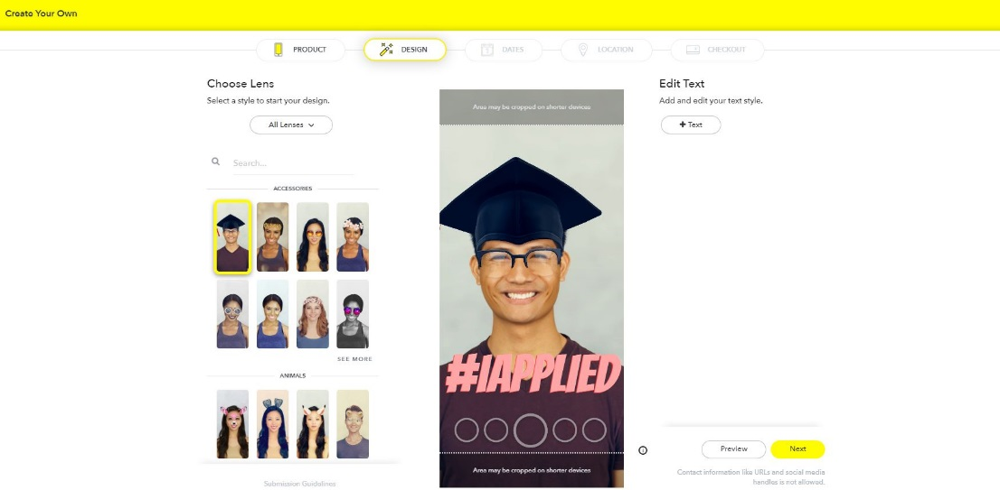 Create Your Own
PRODUCT
DESIGN
DATES
LOCATION
CHECKOUT
Choose Lens
Select a style to start your design.
All Lenses
Search...
ACCESSORIES
SEE MORE
ANIMALS
Submission Guidelines
Area may be cropped on shorter devices
#IAPPLIED
Area may be cropped on shorter devices
Edit Text
Add and edit your text style.
+ Text
Preview
Next
Contact information like URLs and social media
handles is not allowed.